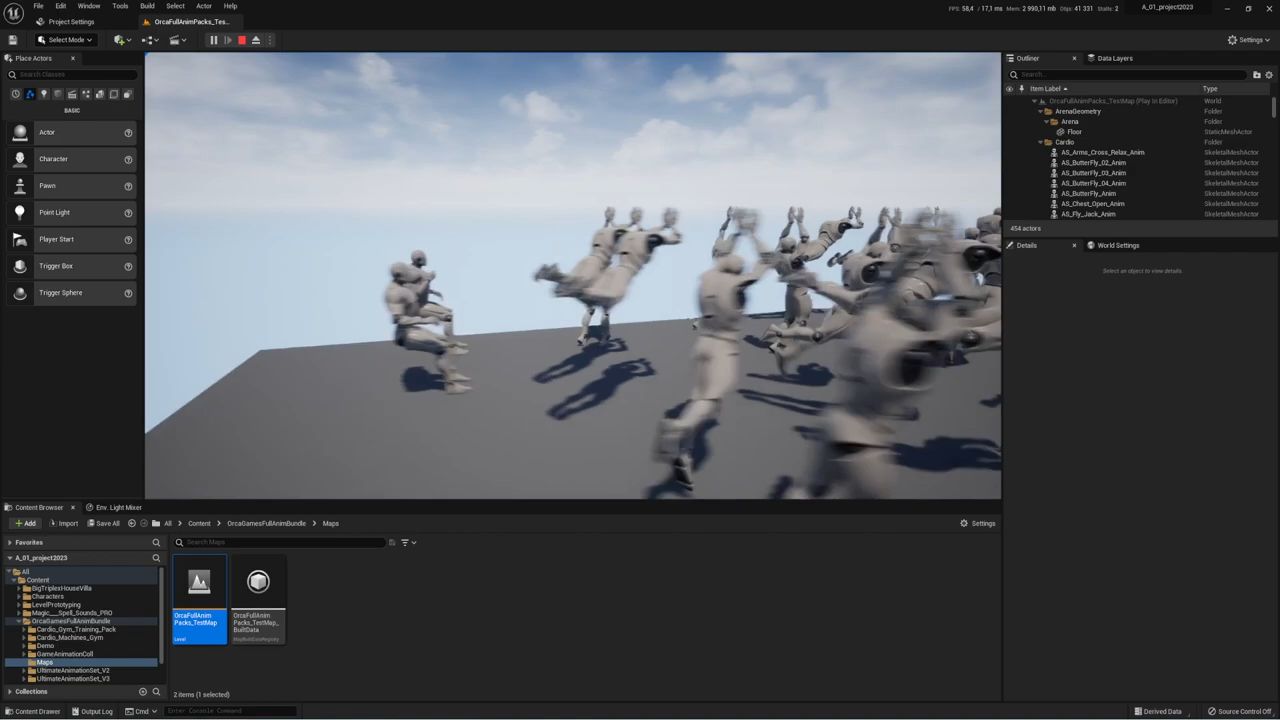 File Edit Window Tools Build Select Actor Help
FPS: 58,4 / 17,1 ms Mem: 2 990,11 mb Objs: 41 331 Stalls: 2
A_01_project2023
Project Settings
OrcaFullAnimPacks_Tes...
Select Mode
Settings
Place Actors
Search Classes
BASIC
Actor
Character
Pawn
Point Light
Player Start
Trigger Box
Trigger Sphere
Outliner
Data Layers
Search...
Item Label
Type
OrcaFullAnimPacks_TestMap (Play In Editor) World
ArenaGeometry Folder
Arena Folder
Floor StaticMeshActor
Cardio Folder
AS_Arms_Cross_Relax_Anim SkeletalMeshActor
AS_ButterFly_02_Anim SkeletalMeshActor
AS_ButterFly_03_Anim SkeletalMeshActor
AS_ButterFly_04_Anim SkeletalMeshActor
AS_ButterFly_Anim SkeletalMeshActor
AS_Chest_Open_Anim SkeletalMeshActor
AS_Fly_Jack_Anim SkeletalMeshActor
454 actors
Details
World Settings
Select an object to view details.
Content Browser
Env. Light Mixer
Add Import Save All All Content OrcaGamesFullAnimBundle Maps
Settings
Favorites
A_01_project2023
All
Content
BigTriplexHouseVilla
Characters
LevelPrototyping
Magic___Spell_Sounds_PRO
OrcaGamesFullAnimBundle
Cardio_Gym_Training_Pack
Cardio_Machines_Gym
Demo
GameAnimationColl
Maps
UltimateAnimationSet_V2
UltimateAnimationSet_V3
Collections
Search Maps
OrcaFullAnim
Packs_TestMap
Level
OrcaFullAnim
Packs_TestMap_
BuiltData
MapBuildDataRegistry
2 items (1 selected)
Content Drawer
Output Log
Cmd
Enter Console Command
Derived Data
Source Control Off